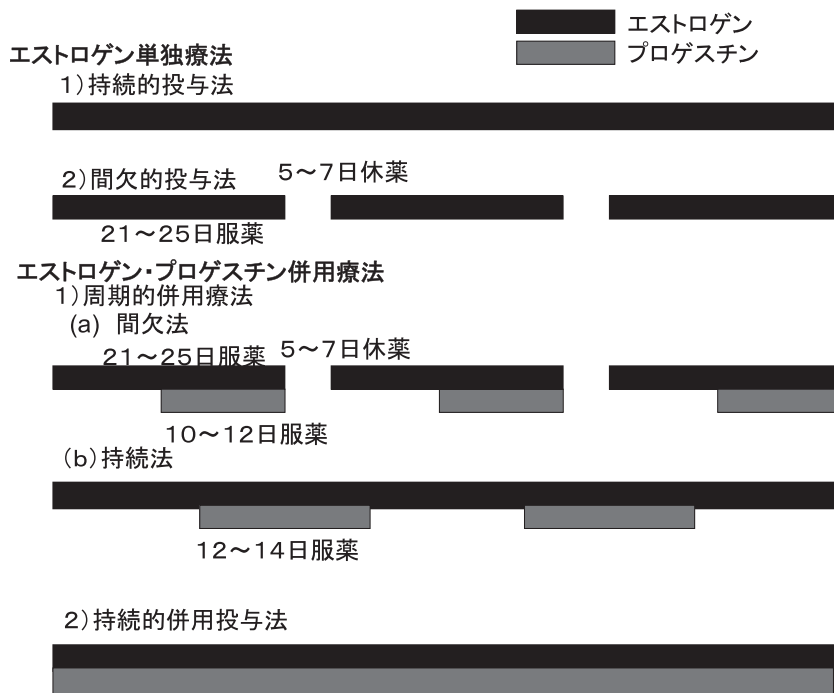 エストロゲン
プロゲスチン
エストロゲン単独療法
1)持続的投与法
2)間欠的投与法
5〜7日休薬
21〜25日服薬
エストロゲン・プロゲスチン併用療法
1)周期的併用療法
(a) 間欠法
21〜25日服薬
5〜7日休薬
10〜12日服薬
(b)持続法
12〜14日服薬
2)持続的併用投与法